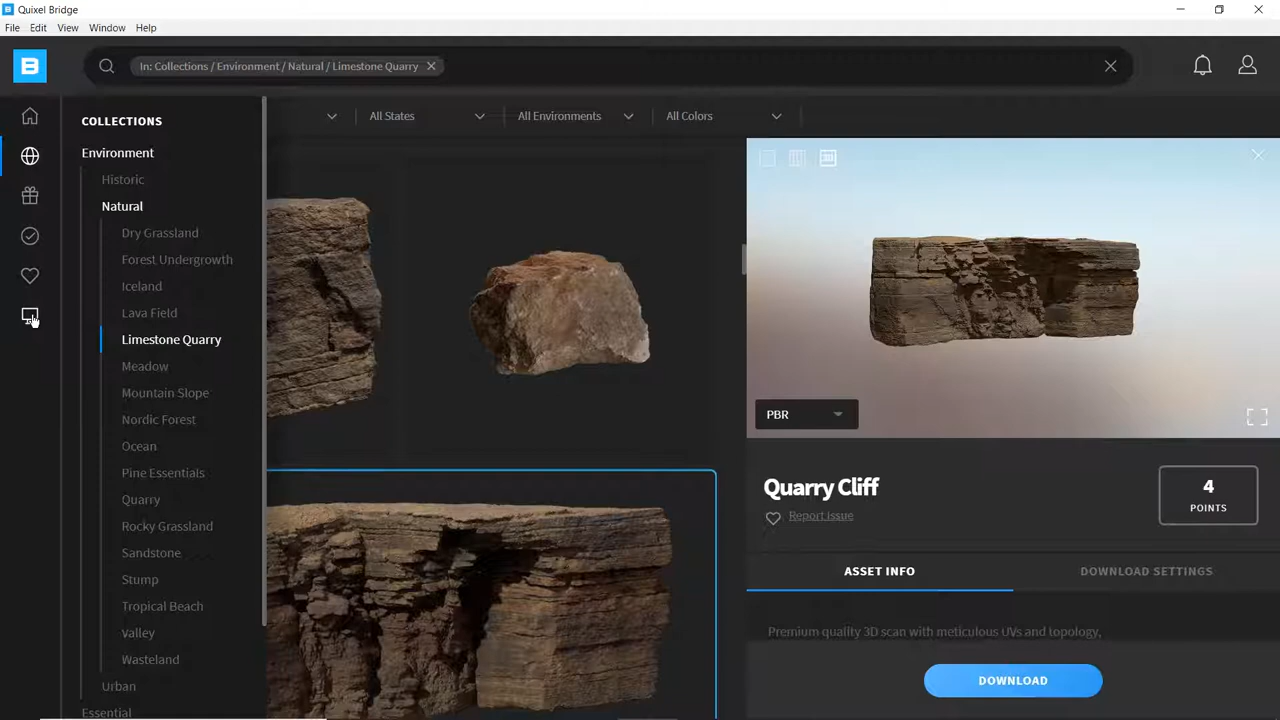 Quixel Bridge
File Edit View Window Help
In: Collections / Environment / Natural / Limestone Quarry
All States
All Environments
All Colors
COLLECTIONS
Environment
Historic
Natural
Dry Grassland
Forest Undergrowth
Iceland
Lava Field
Limestone Quarry
Meadow
Mountain Slope
Nordic Forest
Ocean
Pine Essentials
Quarry
Rocky Grassland
Sandstone
Stump
Tropical Beach
Valley
Wasteland
Urban
Essential
3D
PBR
Quarry Cliff
Report issue
4
POINTS
ASSET INFO
DOWNLOAD SETTINGS
Premium quality 3D scan with meticulous UVs and topology,
DOWNLOAD